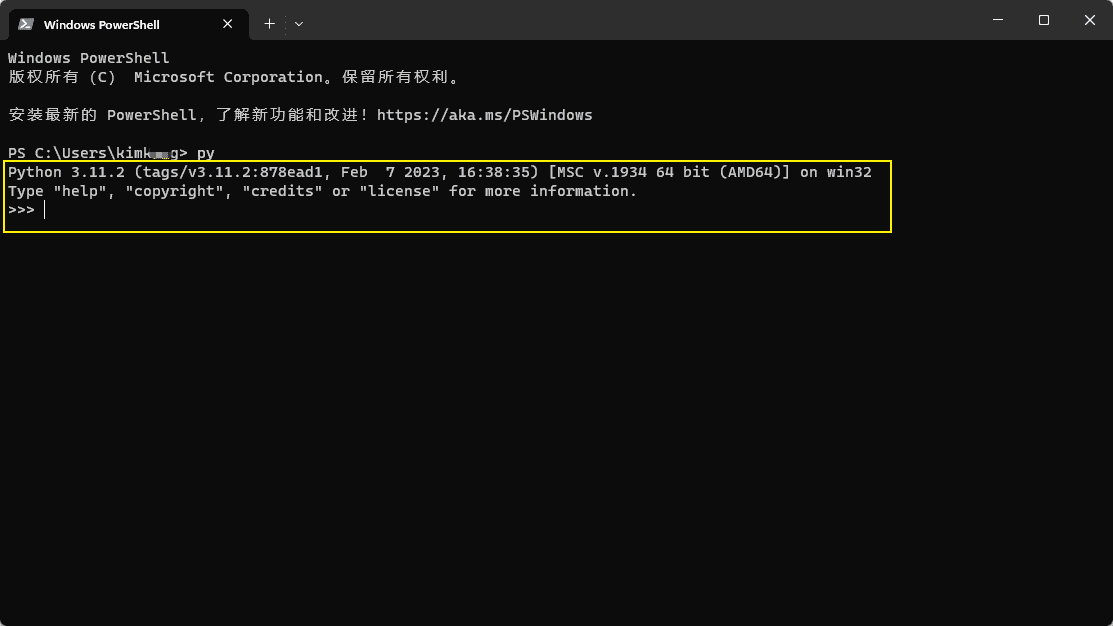 Windows PowerShell
Windows PowerShell
版权所有 (C) Microsoft Corporation。保留所有权利。
安装最新的 PowerShell,了解新功能和改进!https://aka.ms/PSWindows
PS C:\Users\kimk g> py
Python 3.11.2 (tags/v3.11.2:878ead1, Feb  7 2023, 16:38:35) [MSC v.1934 64 bit (AMD64)] on win32
Type "help", "copyright", "credits" or "license" for more information.
>>>